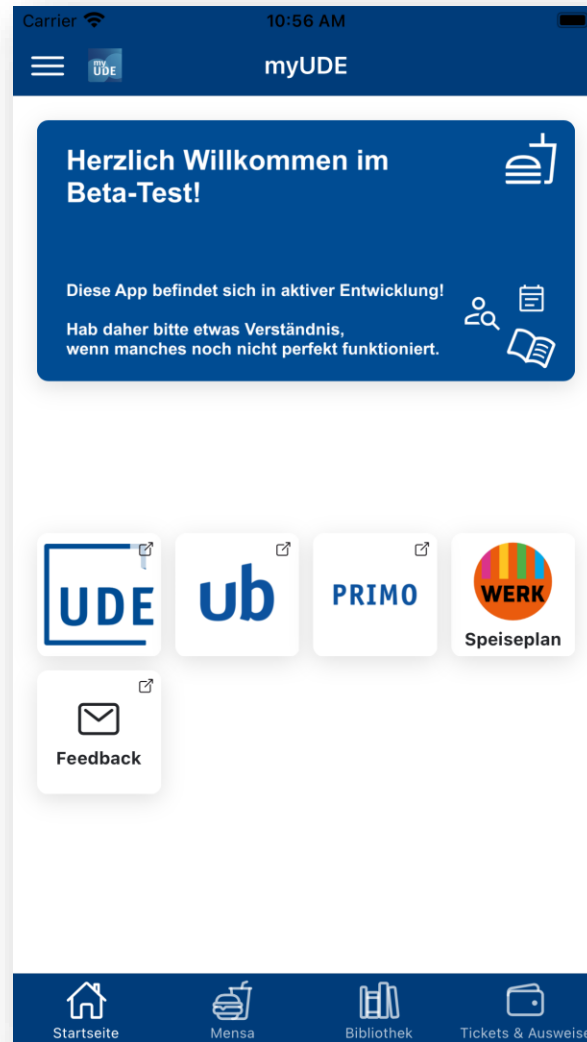 Carrier 10:56 AM
my UDE
myUDE
Herzlich Willkommen im
Beta-Test!
Diese App befindet sich in aktiver Entwicklung!
Hab daher bitte etwas Verständnis,
wenn manches noch nicht perfekt funktioniert.
UDE
ub
PRIMO
WERK
Speiseplan
Feedback
Startseite
Mensa
Bibliothek
Tickets & Ausweise